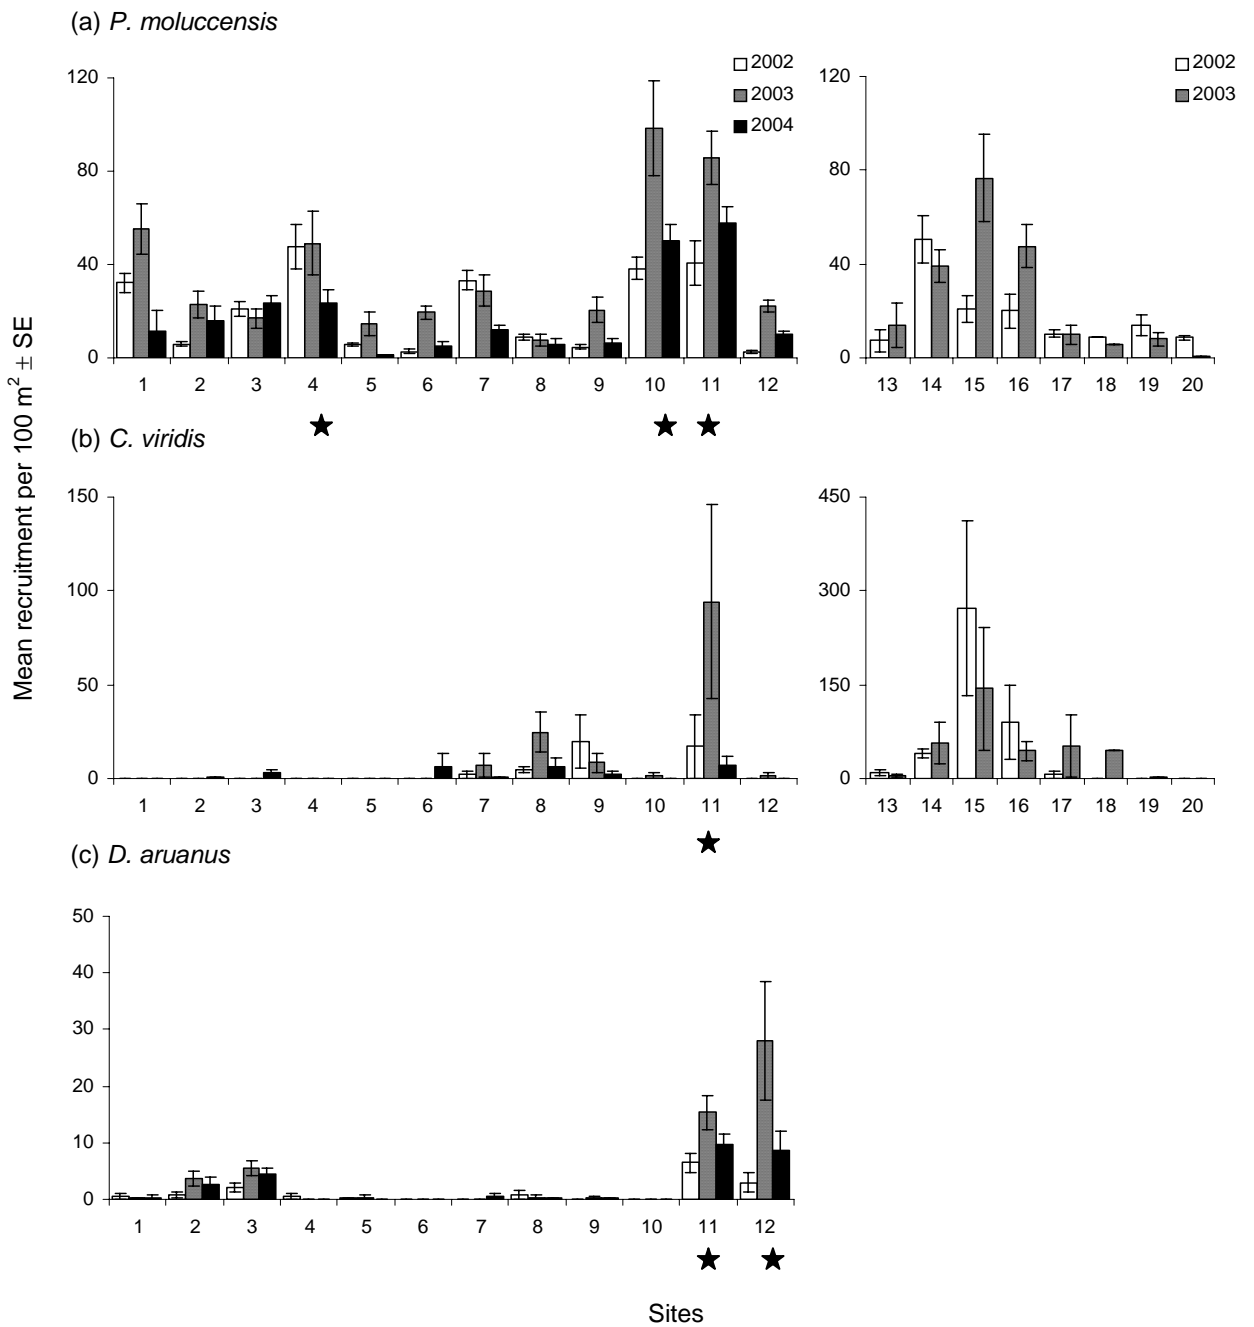 (a) P. moluccensis
2002
2003
2004
2002
2003
120
80
40
0
1 2 3 4 5 6 7 8 9 10 11 12
120
80
40
0
13 14 15 16 17 18 19 20
★ ★ ★
(b) C. viridis
150
100
50
0
1 2 3 4 5 6 7 8 9 10 11 12
450
300
150
0
13 14 15 16 17 18 19 20
★
(c) D. aruanus
50
40
30
20
10
0
1 2 3 4 5 6 7 8 9 10 11 12
★ ★
Mean recruitment per 100 m² ± SE
Sites